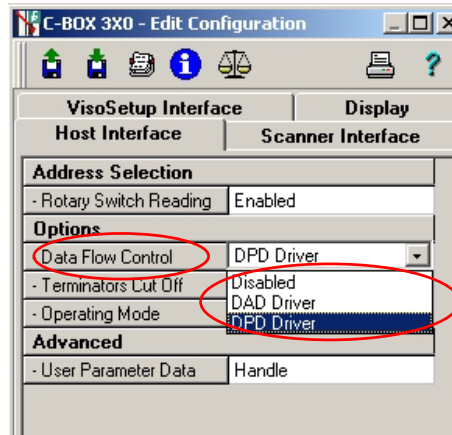 C-BOX 3X0 - Edit Configuration
VisoSetup Interface Display
Host Interface Scanner Interface
Address Selection
- Rotary Switch Reading Enabled
Options
- Data Flow Control DPD Driver
- Terminators Cut Off Disabled
DAD Driver
- Operating Mode DPD Driver
Advanced
- User Parameter Data Handle